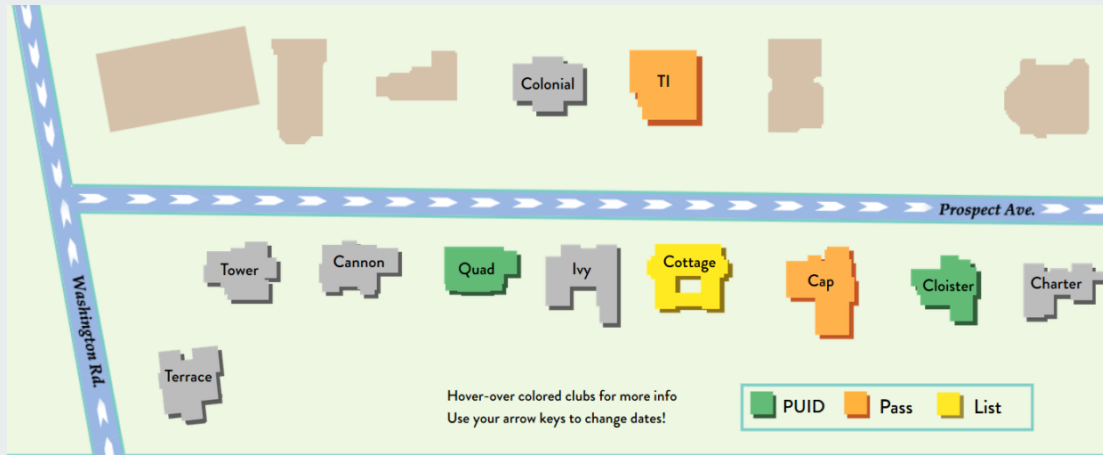 Colonial
TI
Prospect Ave.
Tower
Cannon
Quad
Ivy
Cottage
Cap
Cloister
Charter
Washington Rd.
Terrace
Hover-over colored clubs for more info
Use your arrow keys to change dates!
PUID
Pass
List